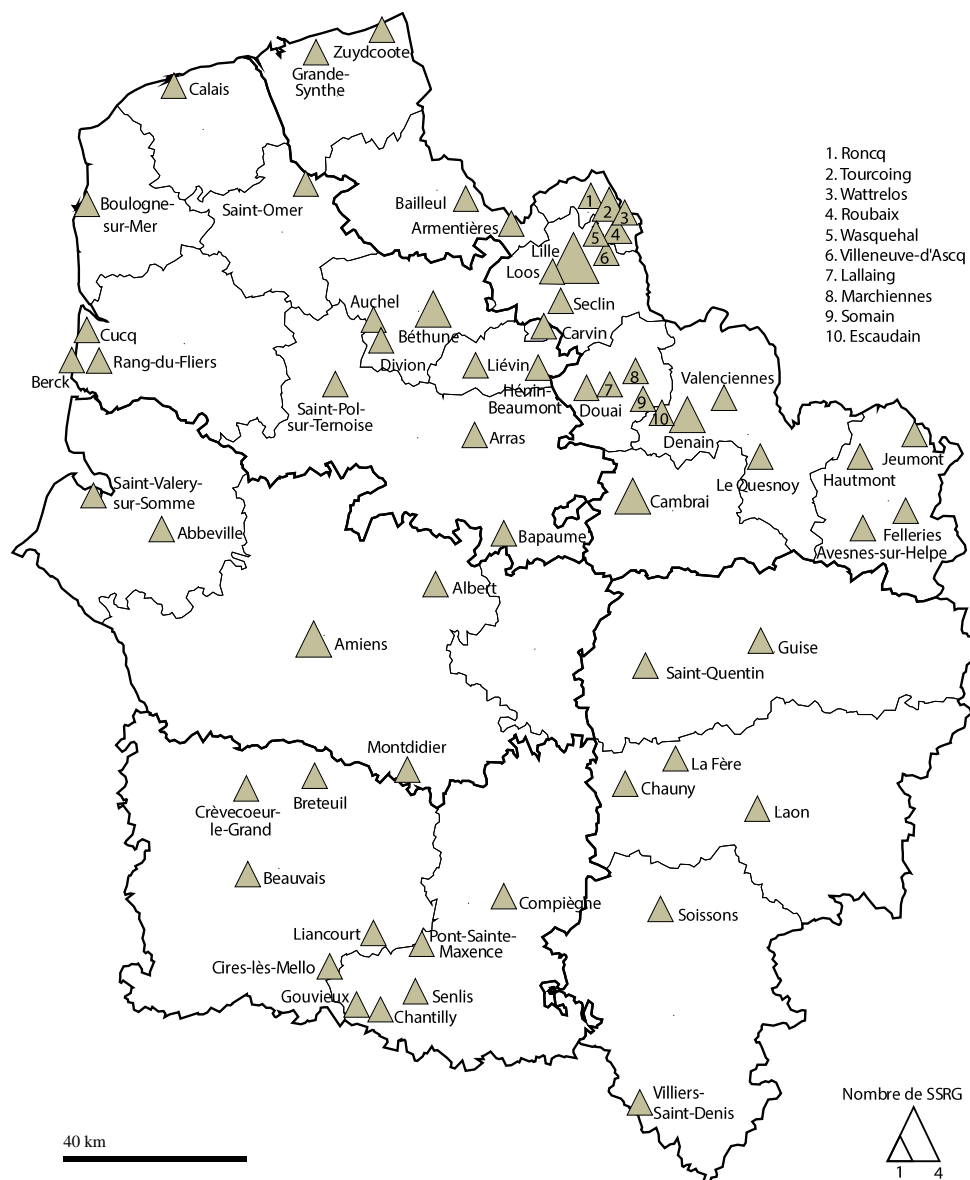 Zuydcoote
Grande-
Synthe
Calais
1. Roncq
2. Tourcoing
3. Wattrelos
4. Roubaix
5. Wasquehal
6. Villeneuve-d'Ascq
7. Lallaing
8. Marchiennes
9. Somain
10. Escaudain
Boulogne-
sur-Mer
Saint-Omer
Bailleul
Armentières
1
2
3
4
5
6
Lille
Loos
Seclin
Carvin
Auchel
Béthune
Divion
Liévin
Hénin-
Beaumont
Cucq
Rang-du-Fliers
Berck
Saint-Pol-
sur-Ternoise
Arras
Douai
7
8
9
10
Valenciennes
Denain
Le Quesnoy
Cambrai
Jeumont
Hautmont
Felleries
Avesnes-sur-Helpe
Saint-Valery-
sur-Somme
Abbeville
Bapaume
Albert
Amiens
Guise
Saint-Quentin
Montdidier
La Fère
Chauny
Laon
Breteuil
Crèvecoeur-
le-Grand
Beauvais
Compiègne
Soissons
Liancourt
Pont-Sainte-
Maxence
Cires-lès-Mello
Gouvieux
Senlis
Chantilly
Villiers-
Saint-Denis
Nombre de SSRG
1 4
40 km